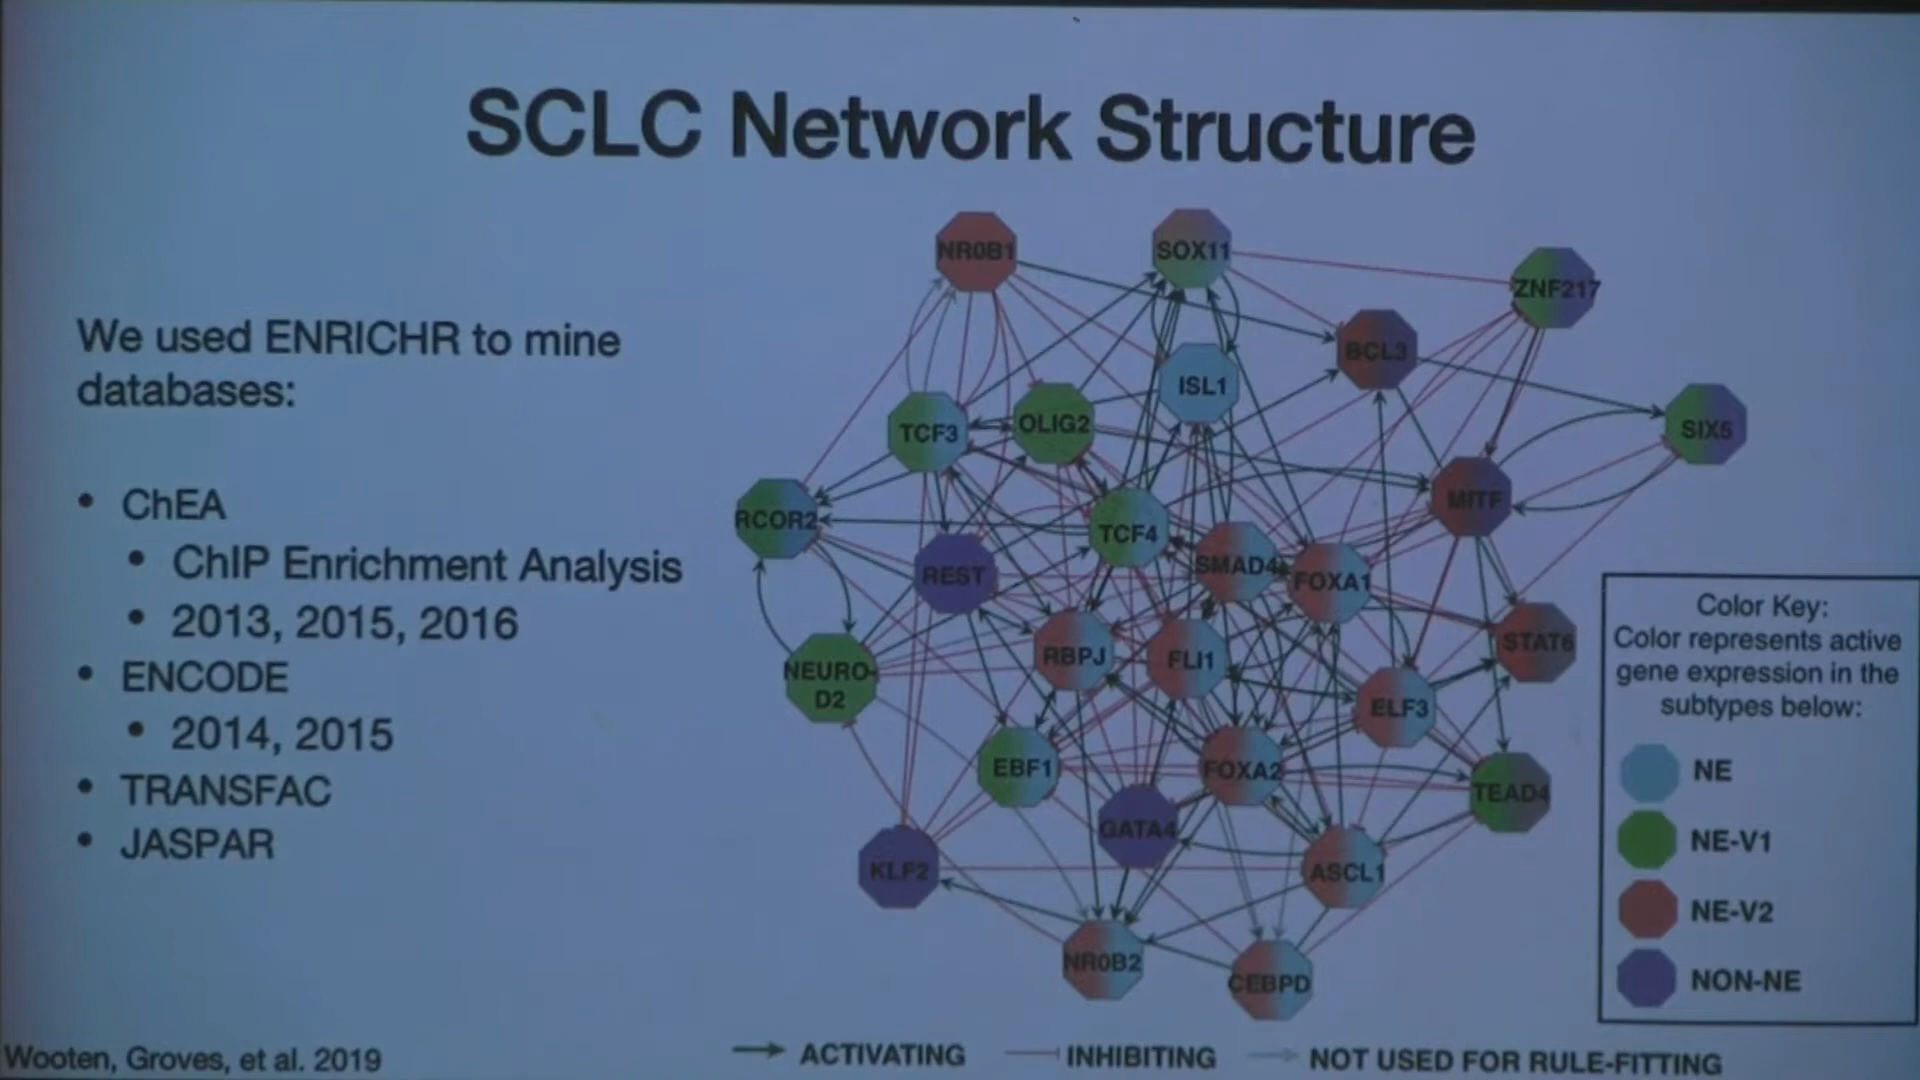 SCLC Network Structure
We used ENRICHR to mine
databases:
• ChEA
• ChIP Enrichment Analysis
• 2013, 2015, 2016
• ENCODE
• 2014, 2015
• TRANSFAC
• JASPAR
NR0B1
SOX11
ZNF217
BCL3
ISL1
TCF3
OLIG2
SIX5
MITF
RCOR2
TCF4
REST
SMAD4
FOXA1
STAT6
RBPJ
FLI1
NEURO-
D2
ELF3
EBF1
FOXA2
TEAD4
GATA4
KLF2
ASCL1
NR0B2
CEBPD
Color Key:
Color represents active
gene expression in the
subtypes below:
NE
NE-V1
NE-V2
NON-NE
ACTIVATING
INHIBITING
NOT USED FOR RULE-FITTING
Wooten, Groves, et al. 2019